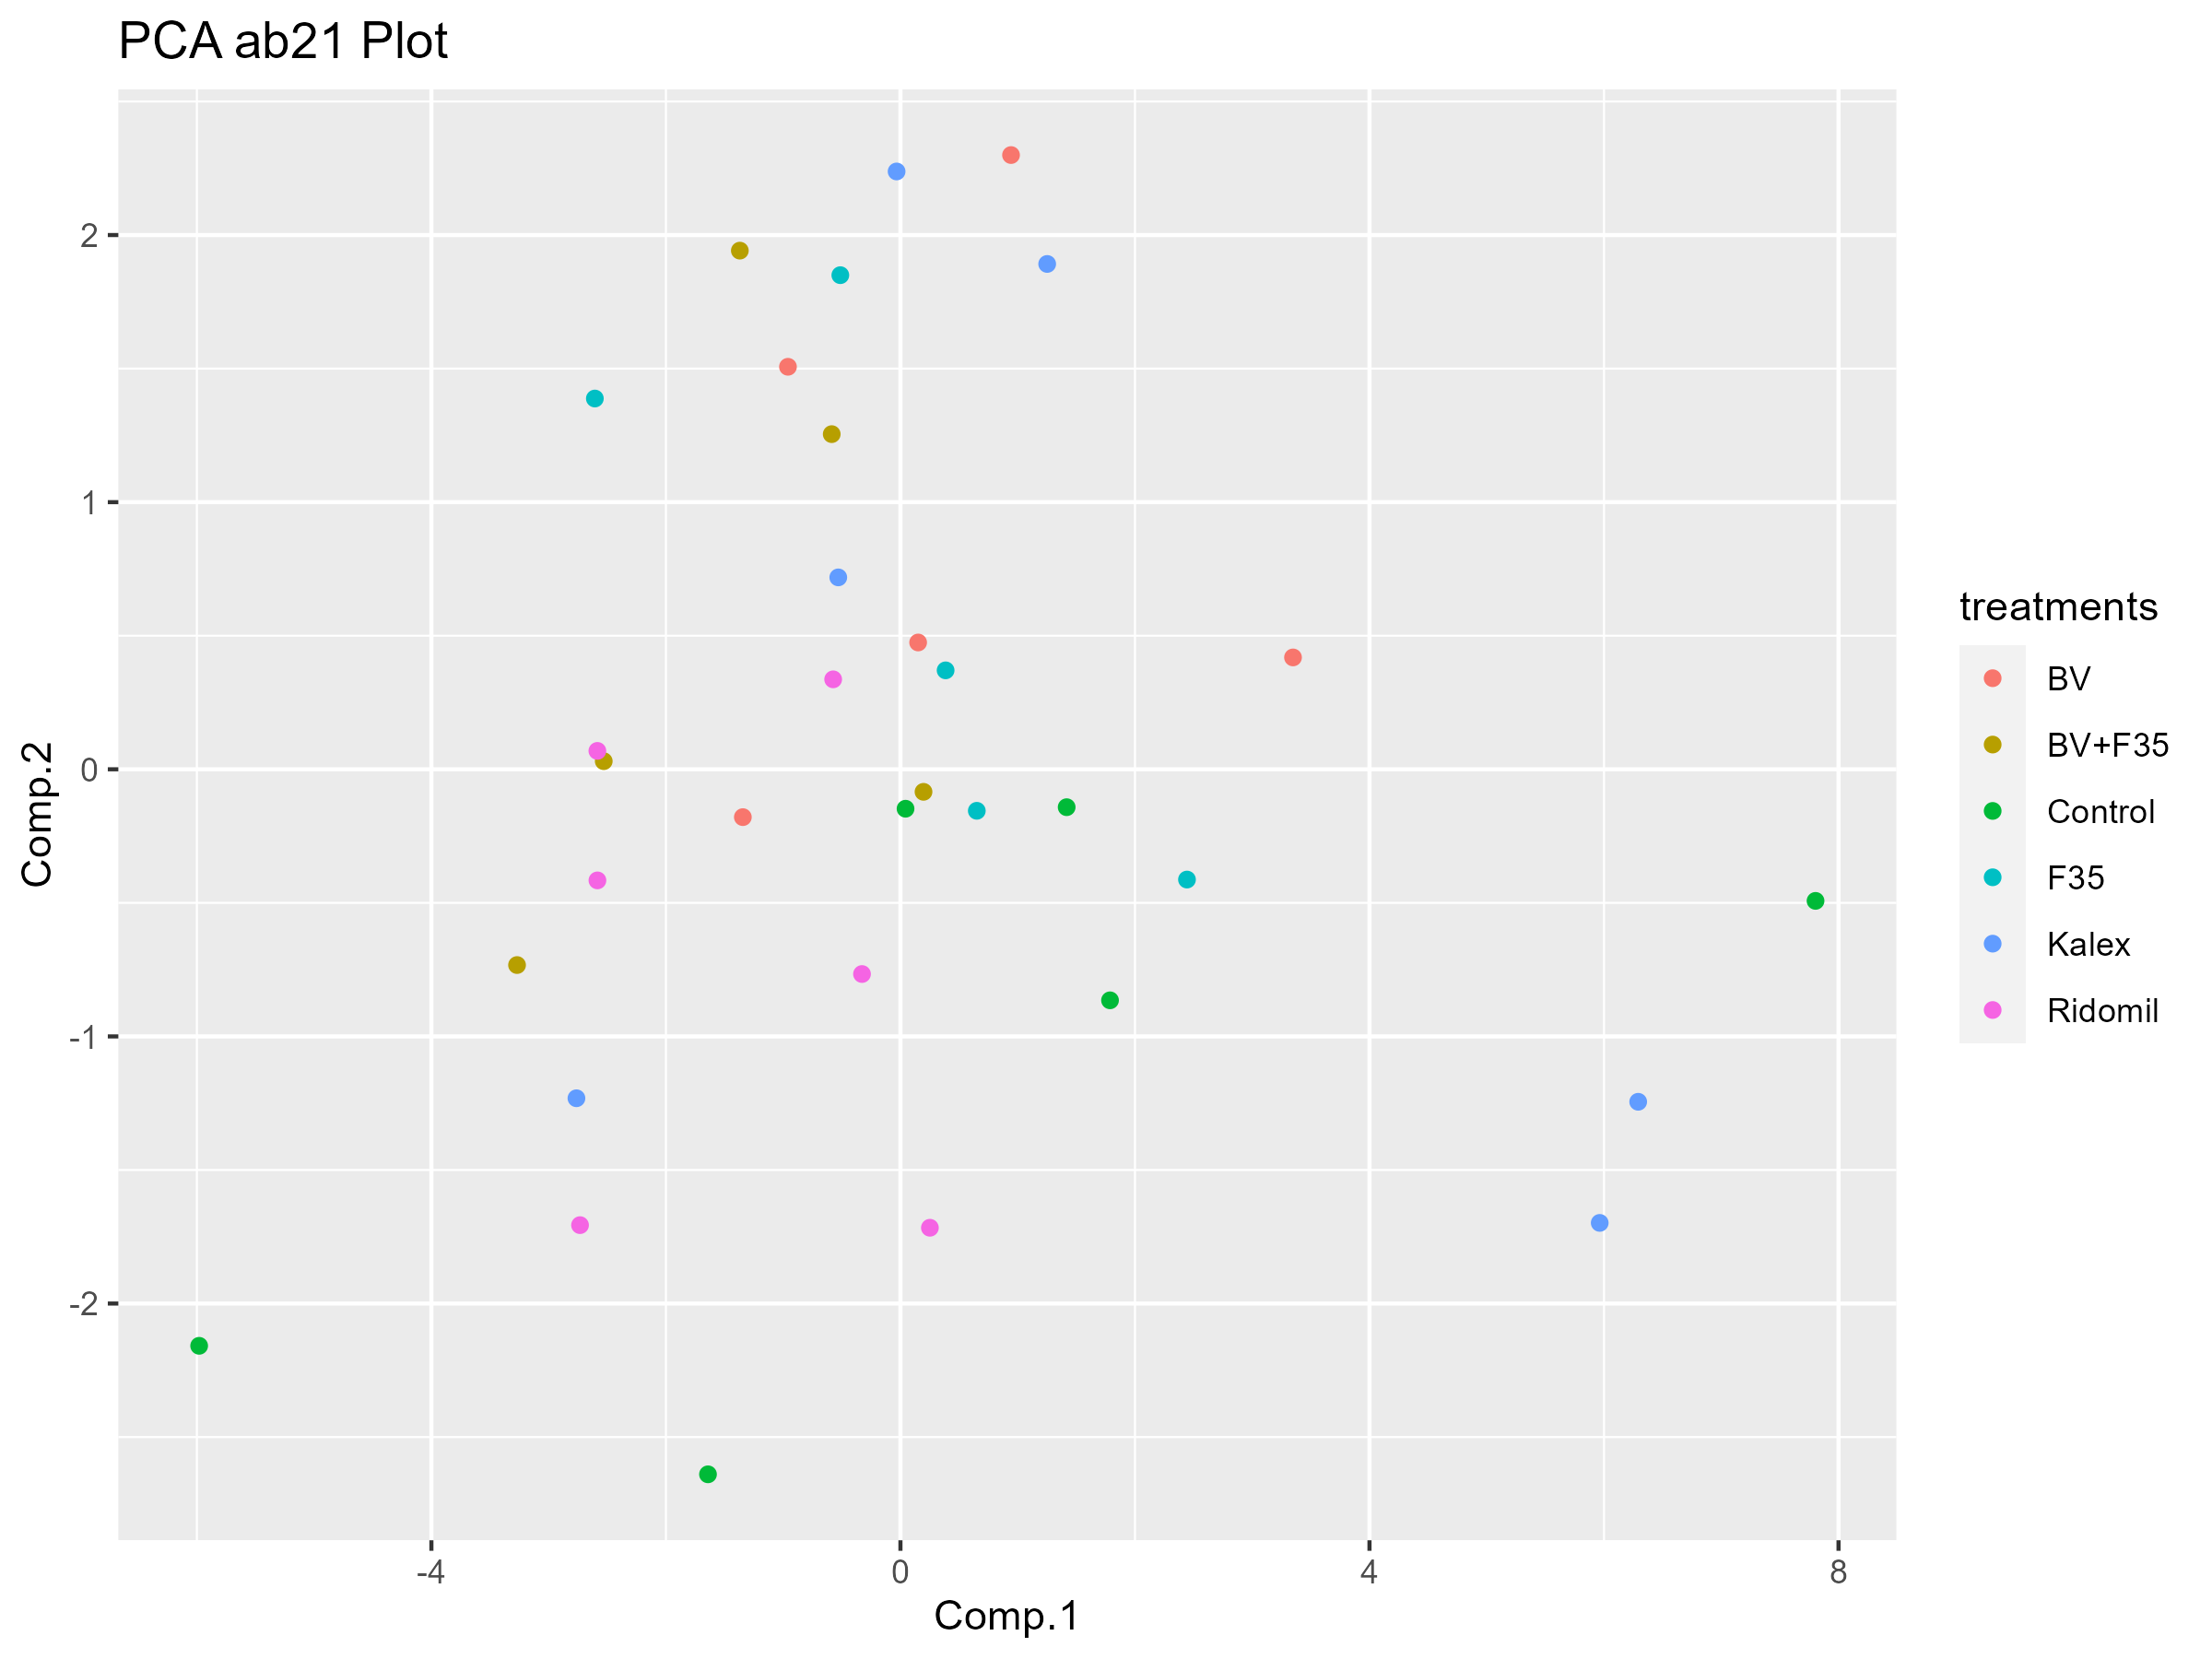 PCA ab21 Plot
2
1
0
-1
-2
Comp.2
-4
0
4
8
Comp.1
treatments
BV
BV+F35
Control
F35
Kalex
Ridomil